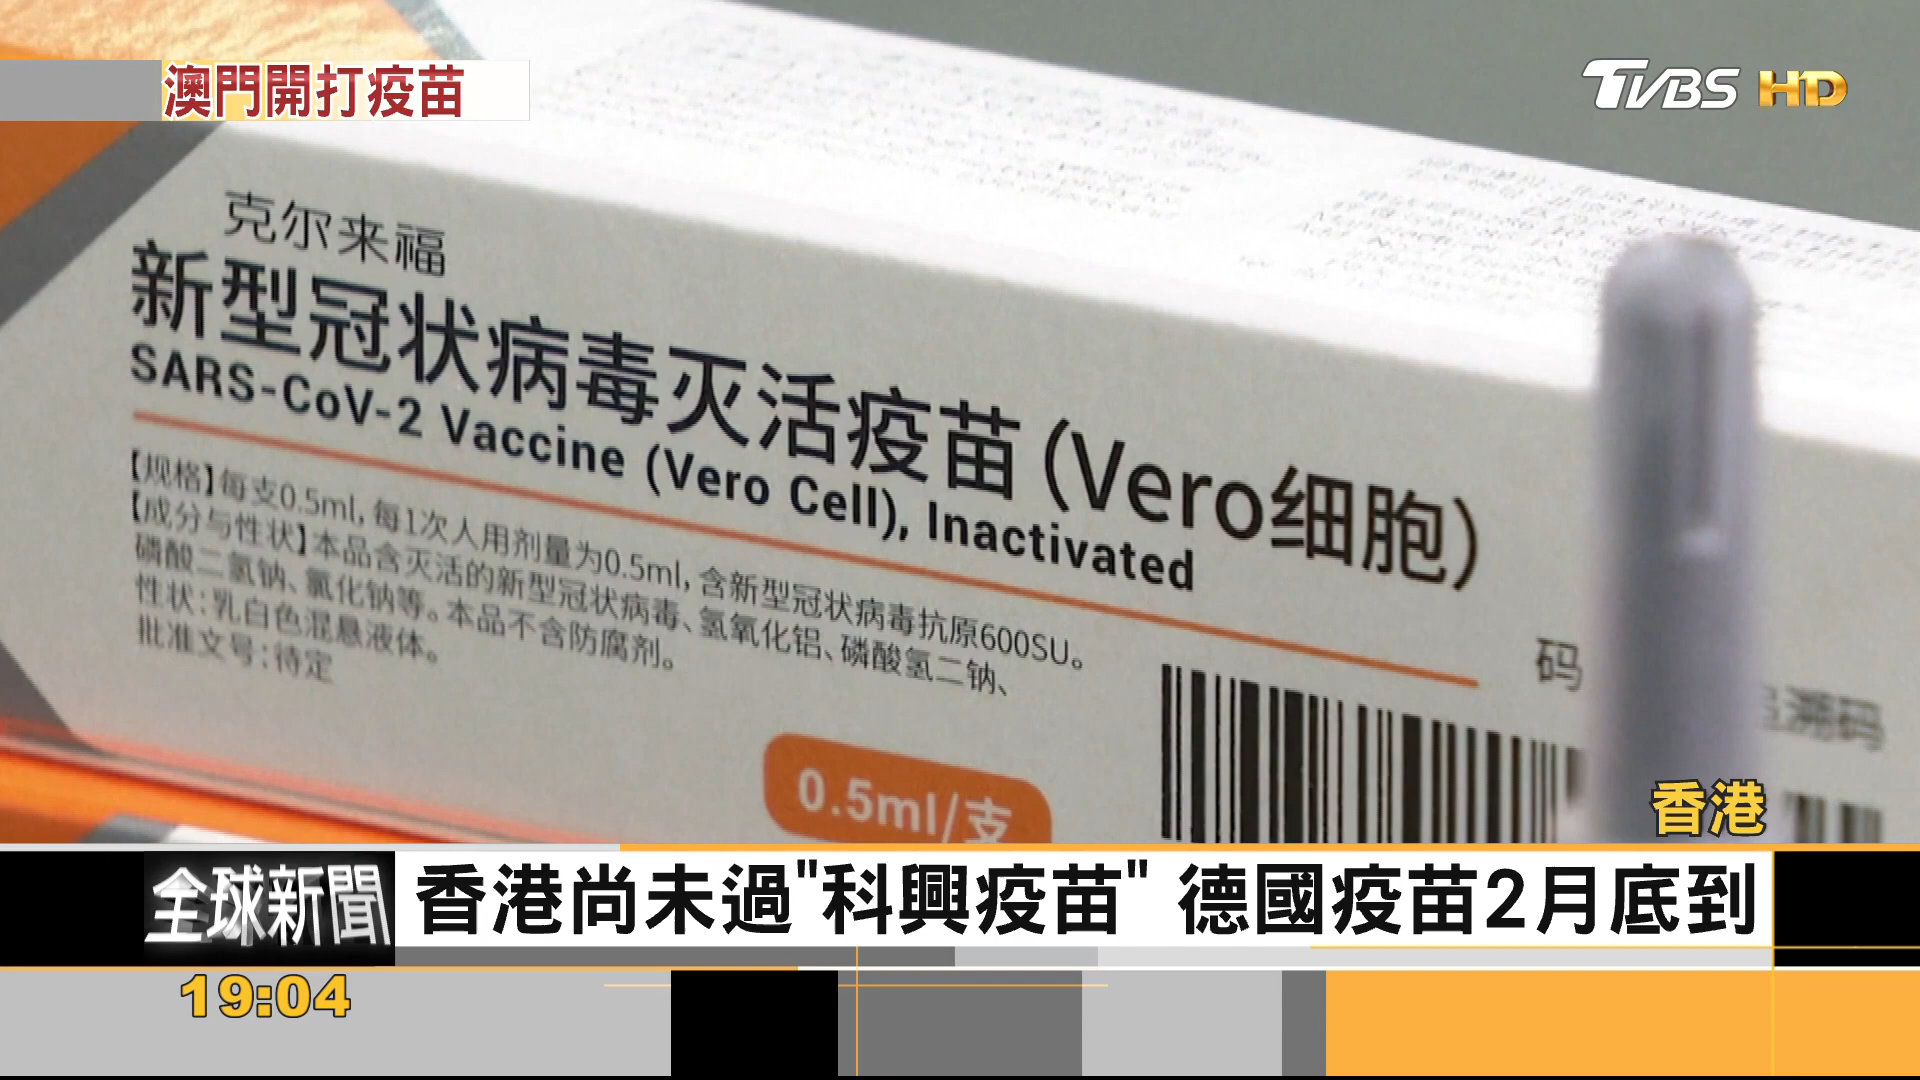 澳門開打疫苗
TVBS HD
克尔来福
新型冠状病毒灭活疫苗(Vero细胞)
SARS-CoV-2 Vaccine (Vero Cell), Inactivated
【规格】每支0.5ml,每1次人用剂量为0.5ml,含新型冠状病毒抗原600SU。
【成分与性状】本品含灭活的新型冠状病毒、氢氧化铝、磷酸氢二钠、
磷酸二氢钠、氯化钠等。本品不含防腐剂。
性状:乳白色混悬液体。
批准文号:待定
码
溯码
0.5ml/支
香港
全球新聞
香港尚未過"科興疫苗" 德國疫苗2月底到
19:04